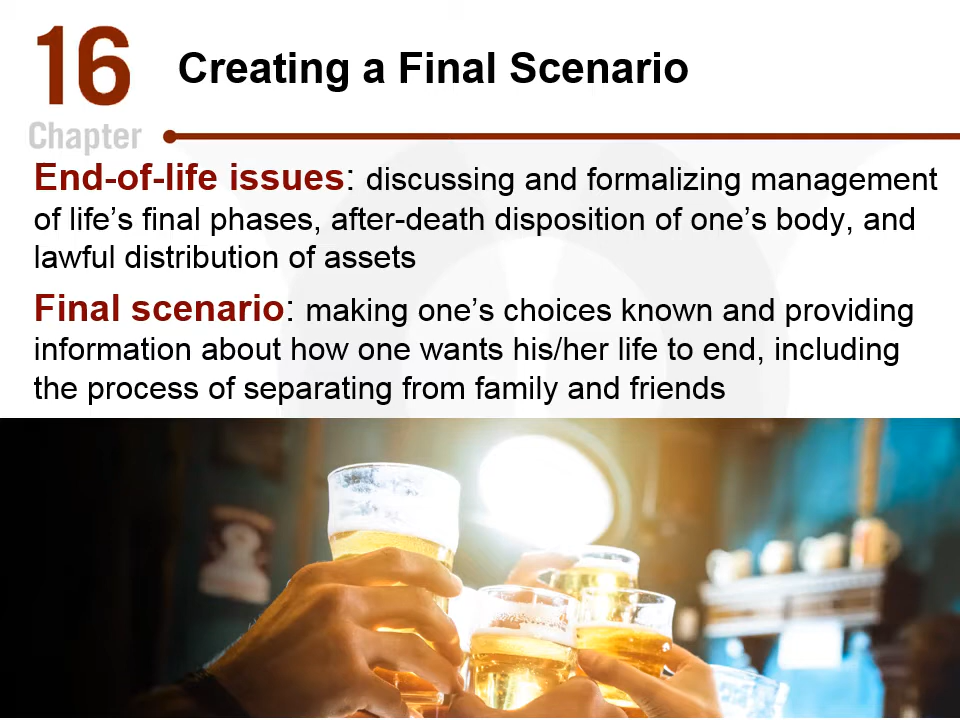 16
Chapter
Creating a Final Scenario
End-of-life issues: discussing and formalizing management
of life’s final phases, after-death disposition of one’s body, and
lawful distribution of assets
Final scenario: making one’s choices known and providing
information about how one wants his/her life to end, including
the process of separating from family and friends